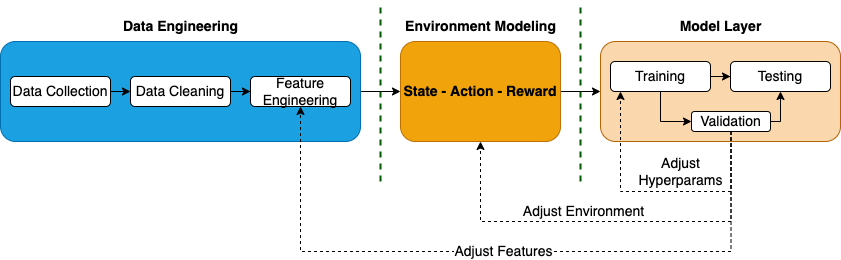 Data Engineering
Environment Modeling
Model Layer
Data Collection
Data Cleaning
Feature
Engineering
State - Action - Reward
Training
Testing
Validation
Adjust
Hyperparams
Adjust Environment
Adjust Features